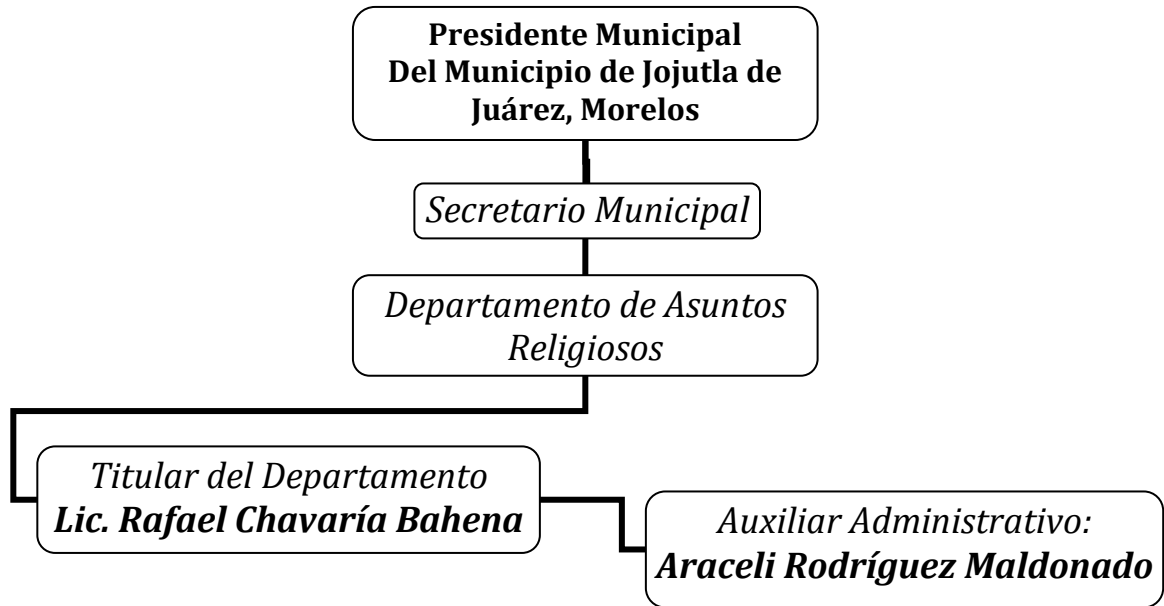 Presidente Municipal
Del Municipio de Jojutla de
Juárez, Morelos
Secretario Municipal
Departamento de Asuntos
Religiosos
Titular del Departamento
Lic. Rafael Chavaría Bahena
Auxiliar Administrativo:
Araceli Rodríguez Maldonado